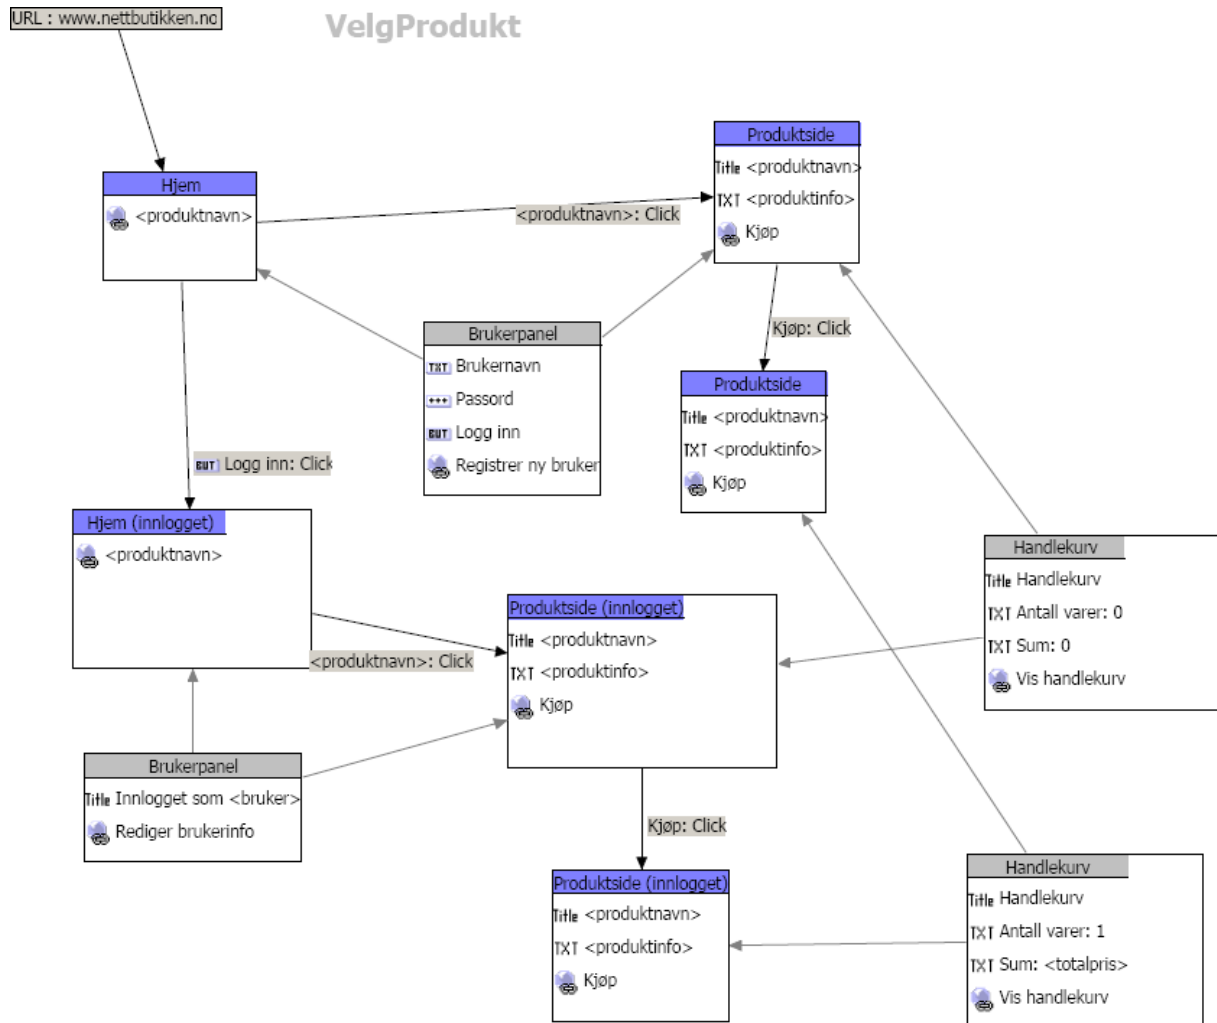 URL : www.nettbutikken.no
VelgProdukt
Produktside
Title <produktnavn>
TXT <produktinfo>
Kjøp
Hjem
<produktnavn>
<produktnavn>: Click
Kjøp: Click
Brukerpanel
TXT Brukernavn
*** Passord
BUT Logg inn
Registrer ny bruker
Produktside
Title <produktnavn>
TXT <produktinfo>
Kjøp
BUT Logg inn: Click
Hjem (innlogget)
<produktnavn>
Handlekurv
Title Handlekurv
TXT Antall varer: 0
TXT Sum: 0
Vis handlekurv
Produktside (innlogget)
Title <produktnavn>
TXT <produktinfo>
Kjøp
<produktnavn>: Click
Brukerpanel
Title Innlogget som <bruker>
Rediger brukerinfo
Kjøp: Click
Produktside (innlogget)
Title <produktnavn>
TXT <produktinfo>
Kjøp
Handlekurv
Title Handlekurv
TXT Antall varer: 1
TXT Sum: <totalpris>
Vis handlekurv